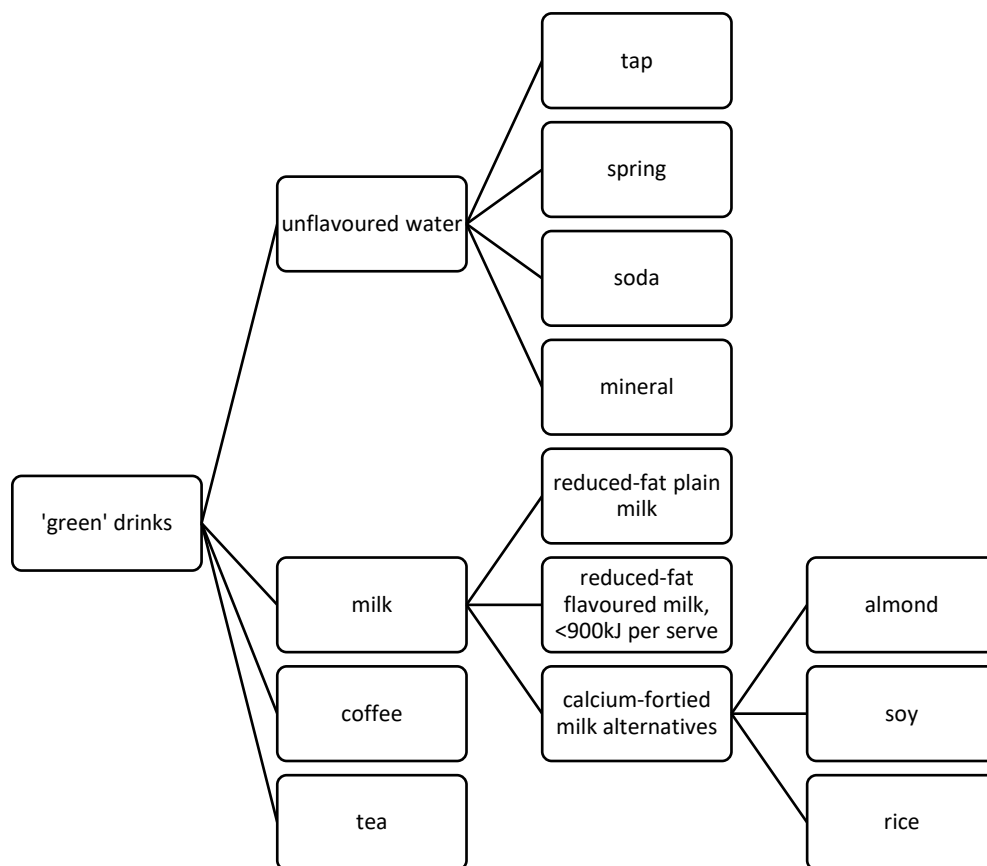 'green' drinks
unflavoured water
tap
spring
soda
mineral
milk
reduced-fat plain
milk
reduced-fat
flavoured milk,
<900kJ per serve
calcium-fortied
milk alternatives
almond
soy
rice
coffee
tea